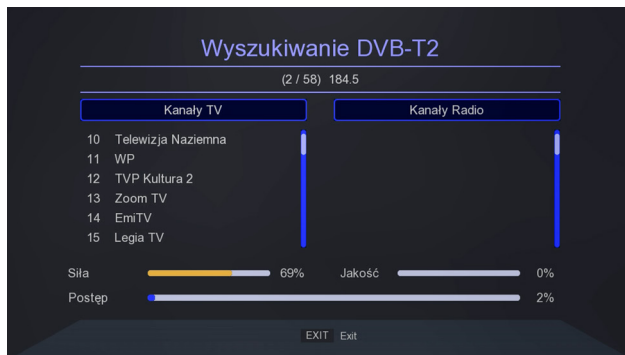 Wyszukiwanie DVB-T2
(2 / 58) 184.5
Kanały TV Kanały Radio
10 Telewizja Naziemna
11 WP
12 TVP Kultura 2
13 Zoom TV
14 EmiTV
15 Legia TV
Siła 69% Jakość 0%
Postęp 2%
EXIT Exit